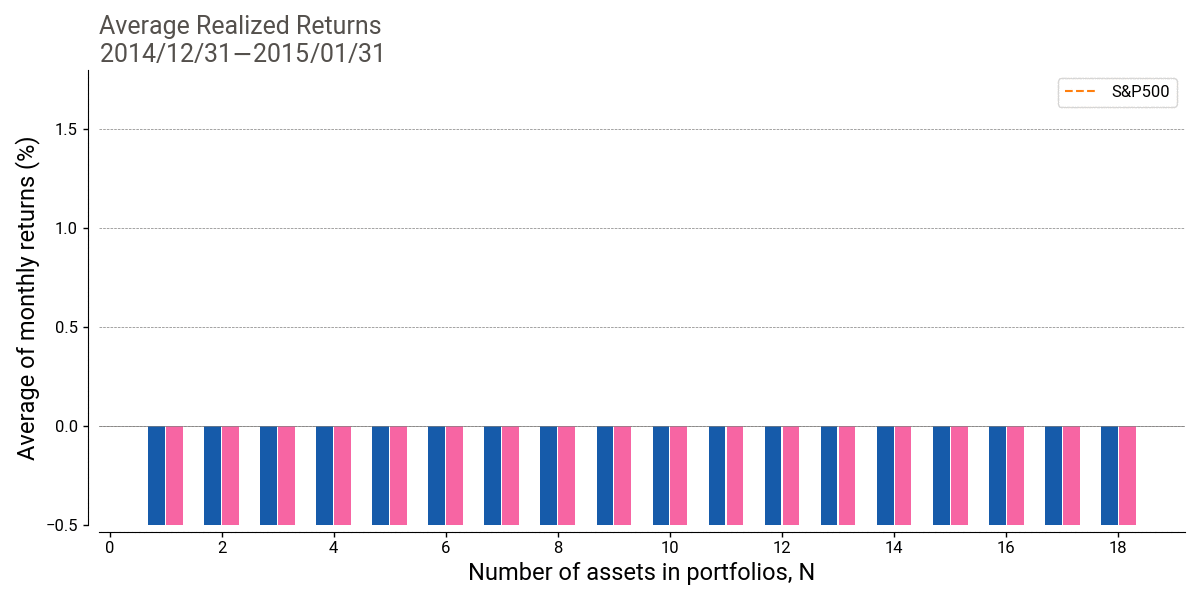 Average Realized Returns
2014/12/31—2015/01/31
S&P500
Average of monthly returns (%)
1.5
1.0
0.5
0.0
−0.5
0 2 4 6 8 10 12 14 16 18
Number of assets in portfolios, N